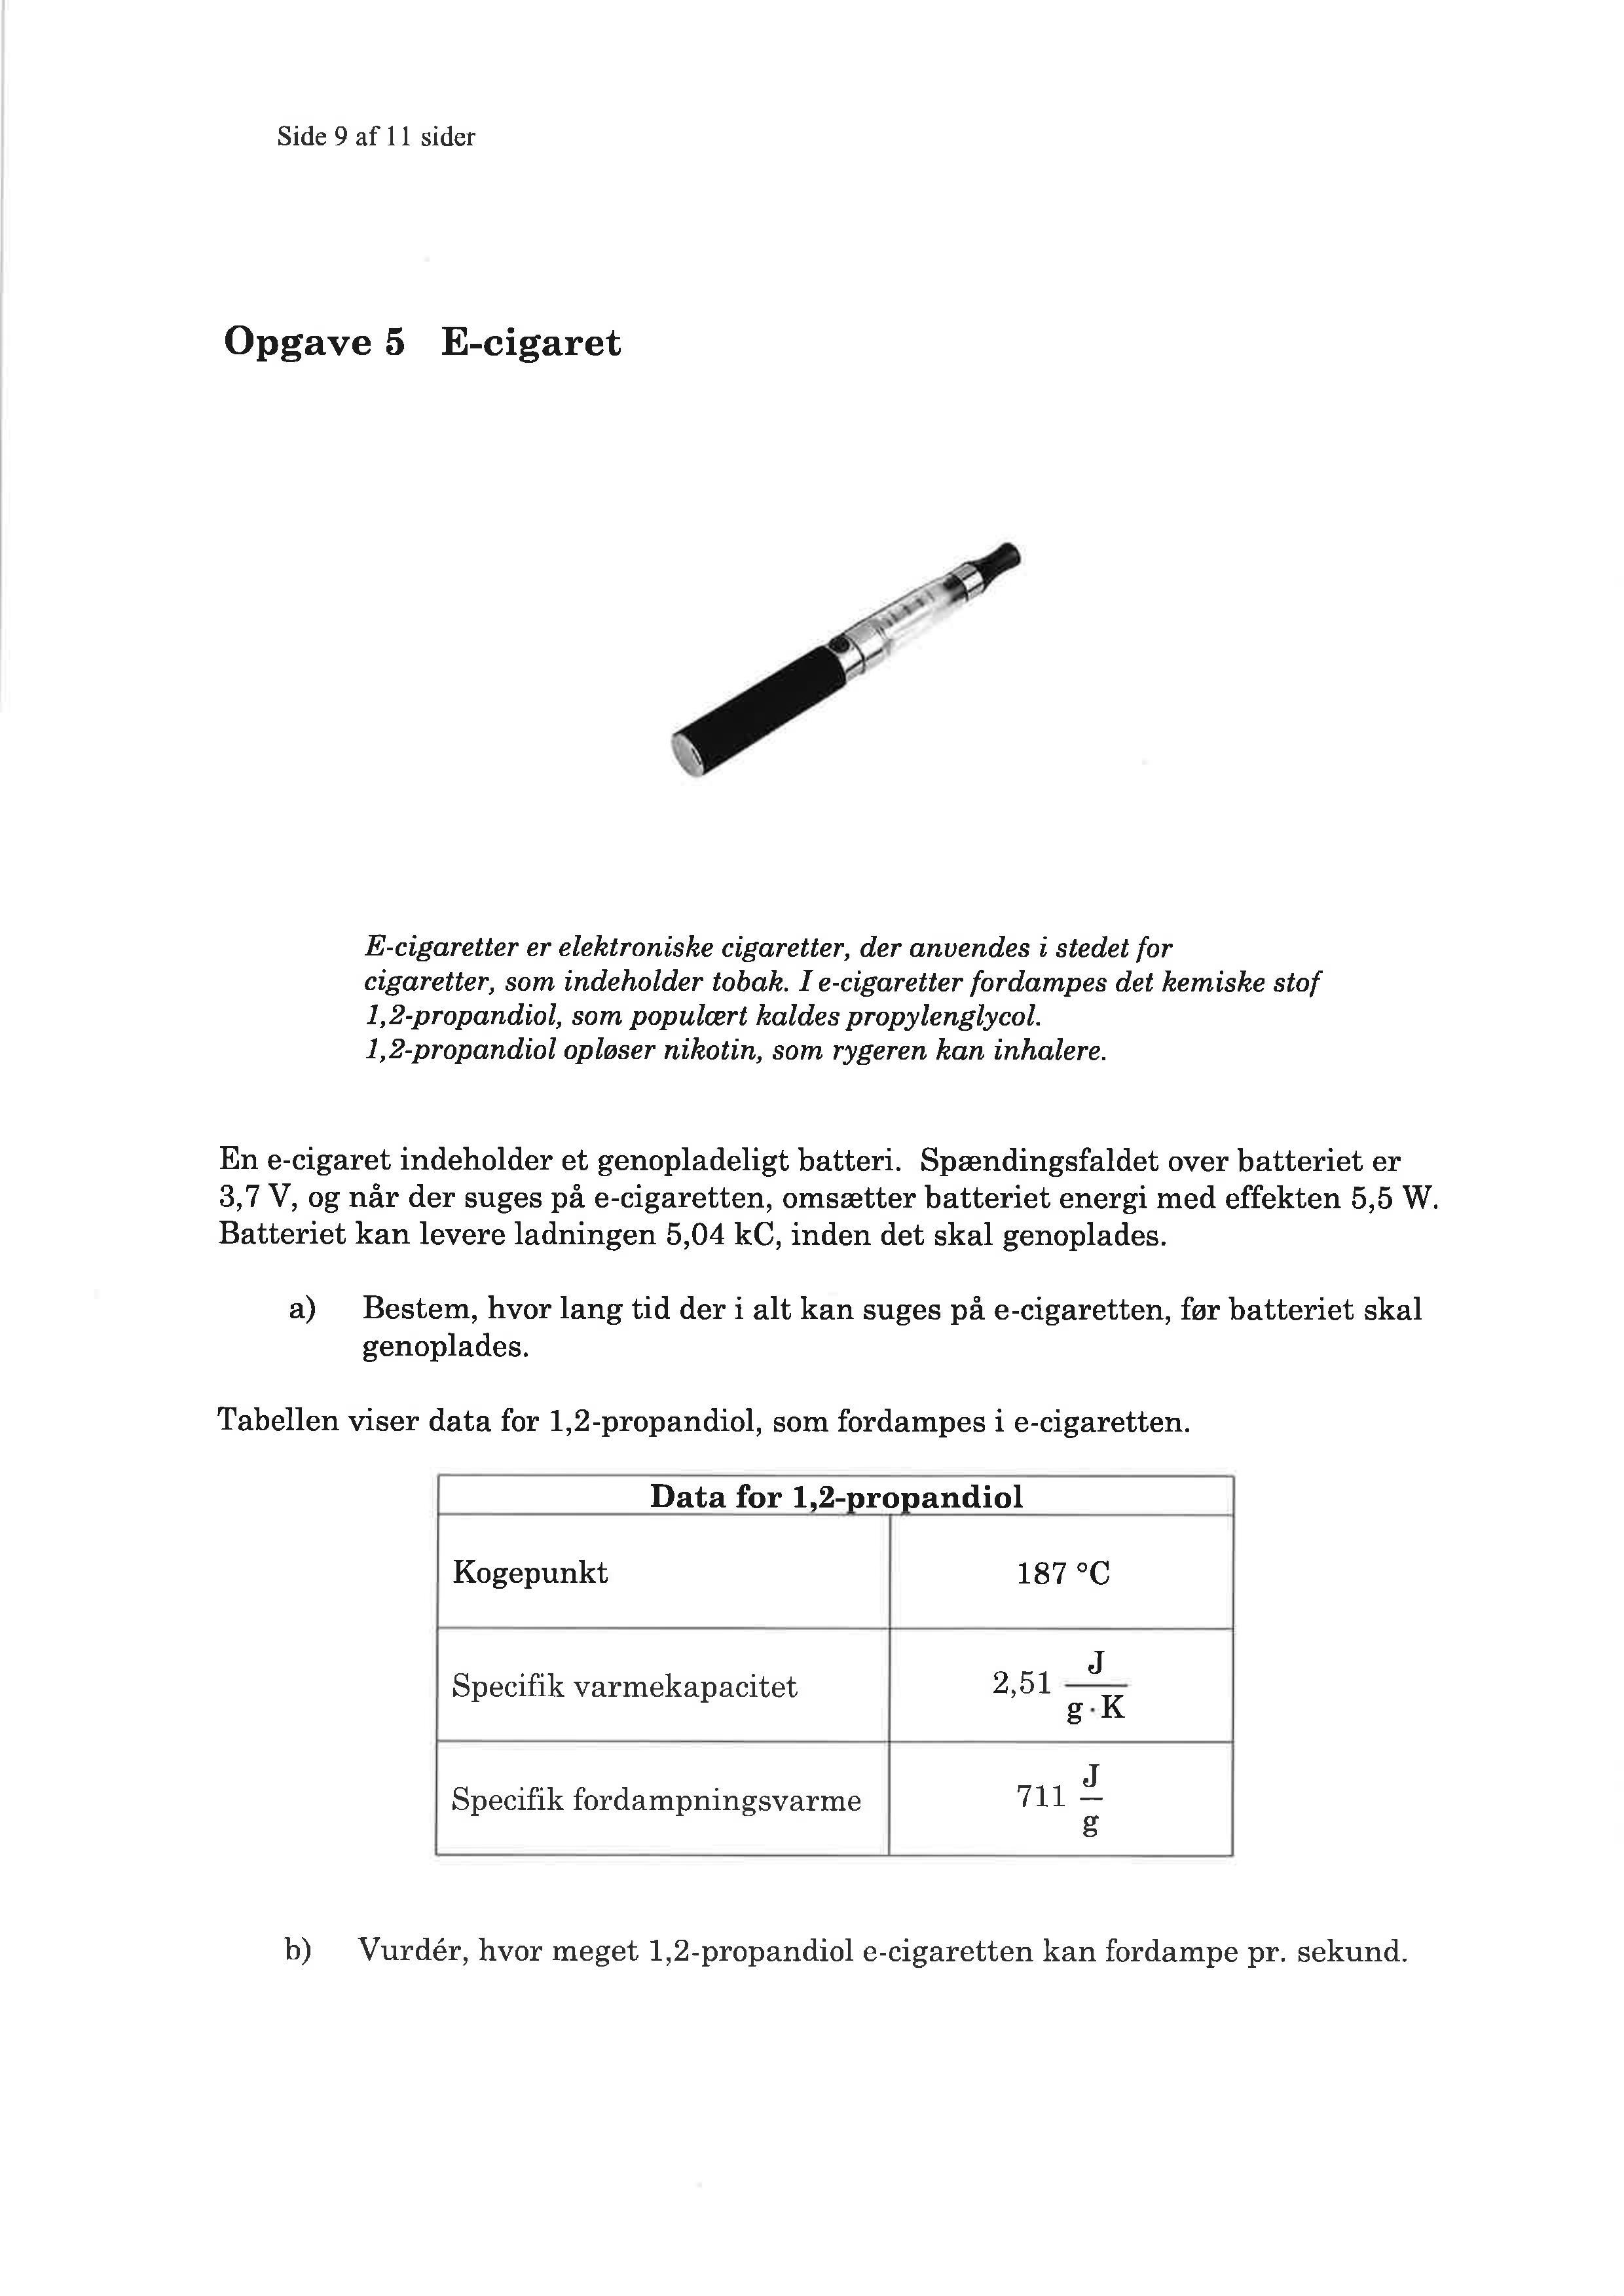 Side 9 af 11 sider
Opgave 5 E-cigaret
E-cigaretter er elektroniske cigaretter, der anvendes i stedet for
cigaretter, som indeholder tobak. I e-cigaretter fordampes det kemiske stof
1,2-propandiol, som populært kaldes propylenglycol.
1,2-propandiol opløser nikotin, som rygeren kan inhalere.
En e-cigaret indeholder et genopladeligt batteri. Spændingsfaldet over batteriet er
3,7 V, og når der suges på e-cigaretten, omsætter batteriet energi med effekten 5,5 W.
Batteriet kan levere ladningen 5,04 kC, inden det skal genoplades.
a) Bestem, hvor lang tid der i alt kan suges på e-cigaretten, før batteriet skal
genoplades.
Tabellen viser data for 1,2-propandiol, som fordampes i e-cigaretten.
Data for 1,2-propandiol
Kogepunkt 187 °C
Specifik varmekapacitet 2,51 J/g·K
Specifik fordampningsvarme 711 J/g
b) Vurdér, hvor meget 1,2-propandiol e-cigaretten kan fordampe pr. sekund.